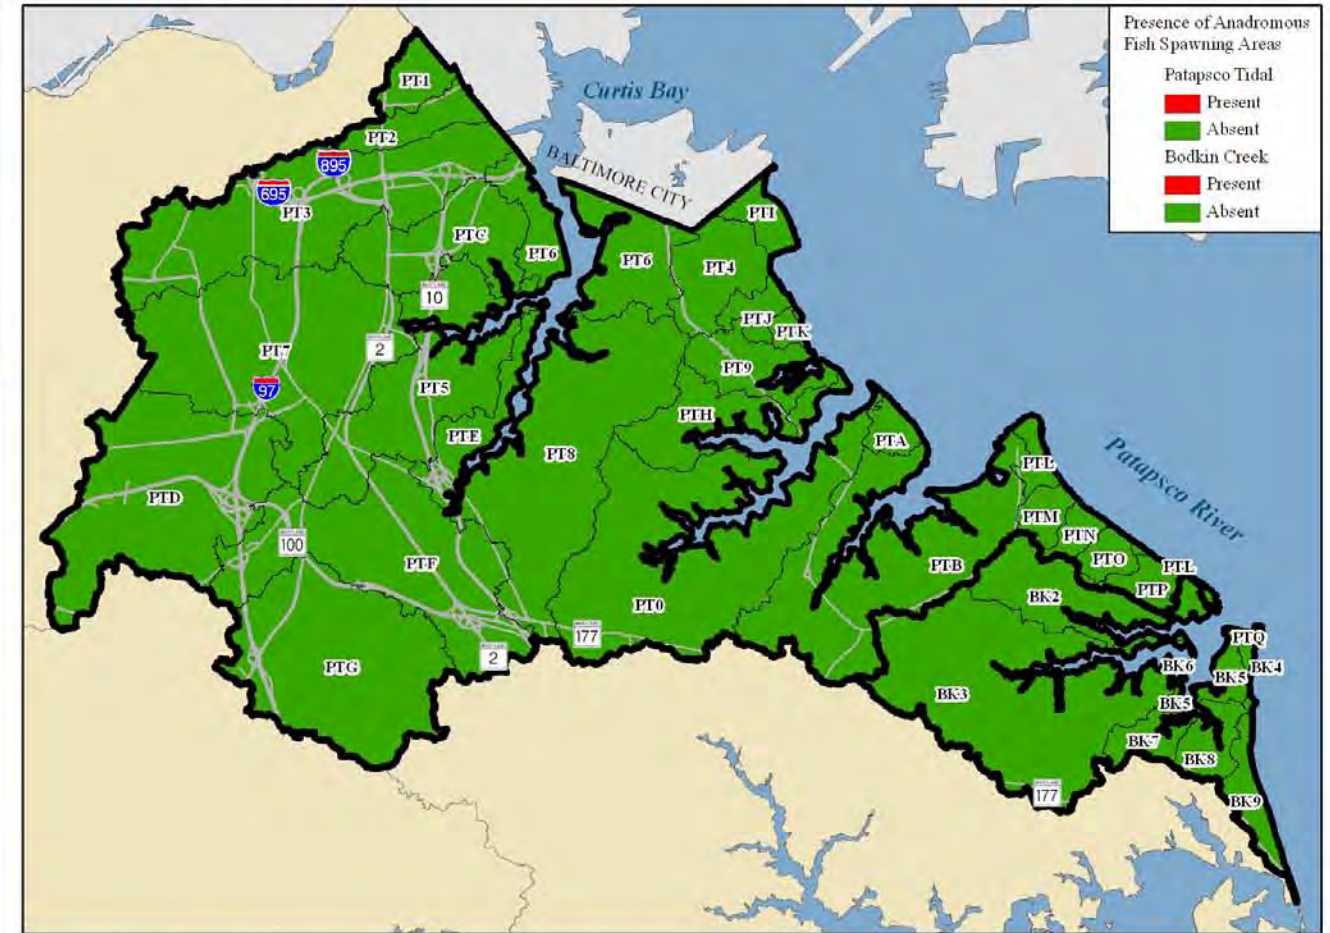 Presence of Anadromous
Fish Spawning Areas
Patapsco Tidal
Present
Absent
Bodkin Creek
Present
Absent
Curtis Bay
BALTIMORE CITY
Patapsco River
PT1
PT2
895
695
PT3
PTC
PT6
PT6
PTI
PT4
10
PTJ
PTK
2
PT7
PT9
97
PT5
PTH
PTE
PTA
PT8
PTL
PTD
PTM
PTN
100
PTO
PTF
PTB
PTL
PTP
BK2
PT0
177
PTQ
2
PTG
BK6
BK4
BK5
BK3
BK5
BK7
BK8
177
BK9